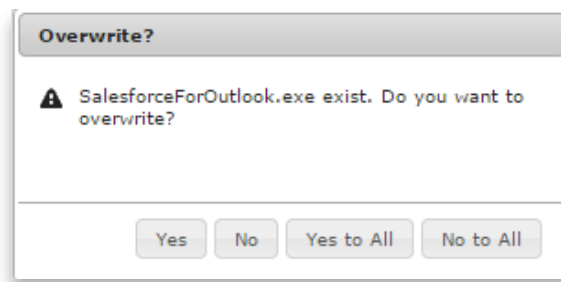 Overwrite?
SalesforceForOutlook.exe exist. Do you want to
overwrite?
Yes No Yes to All No to All